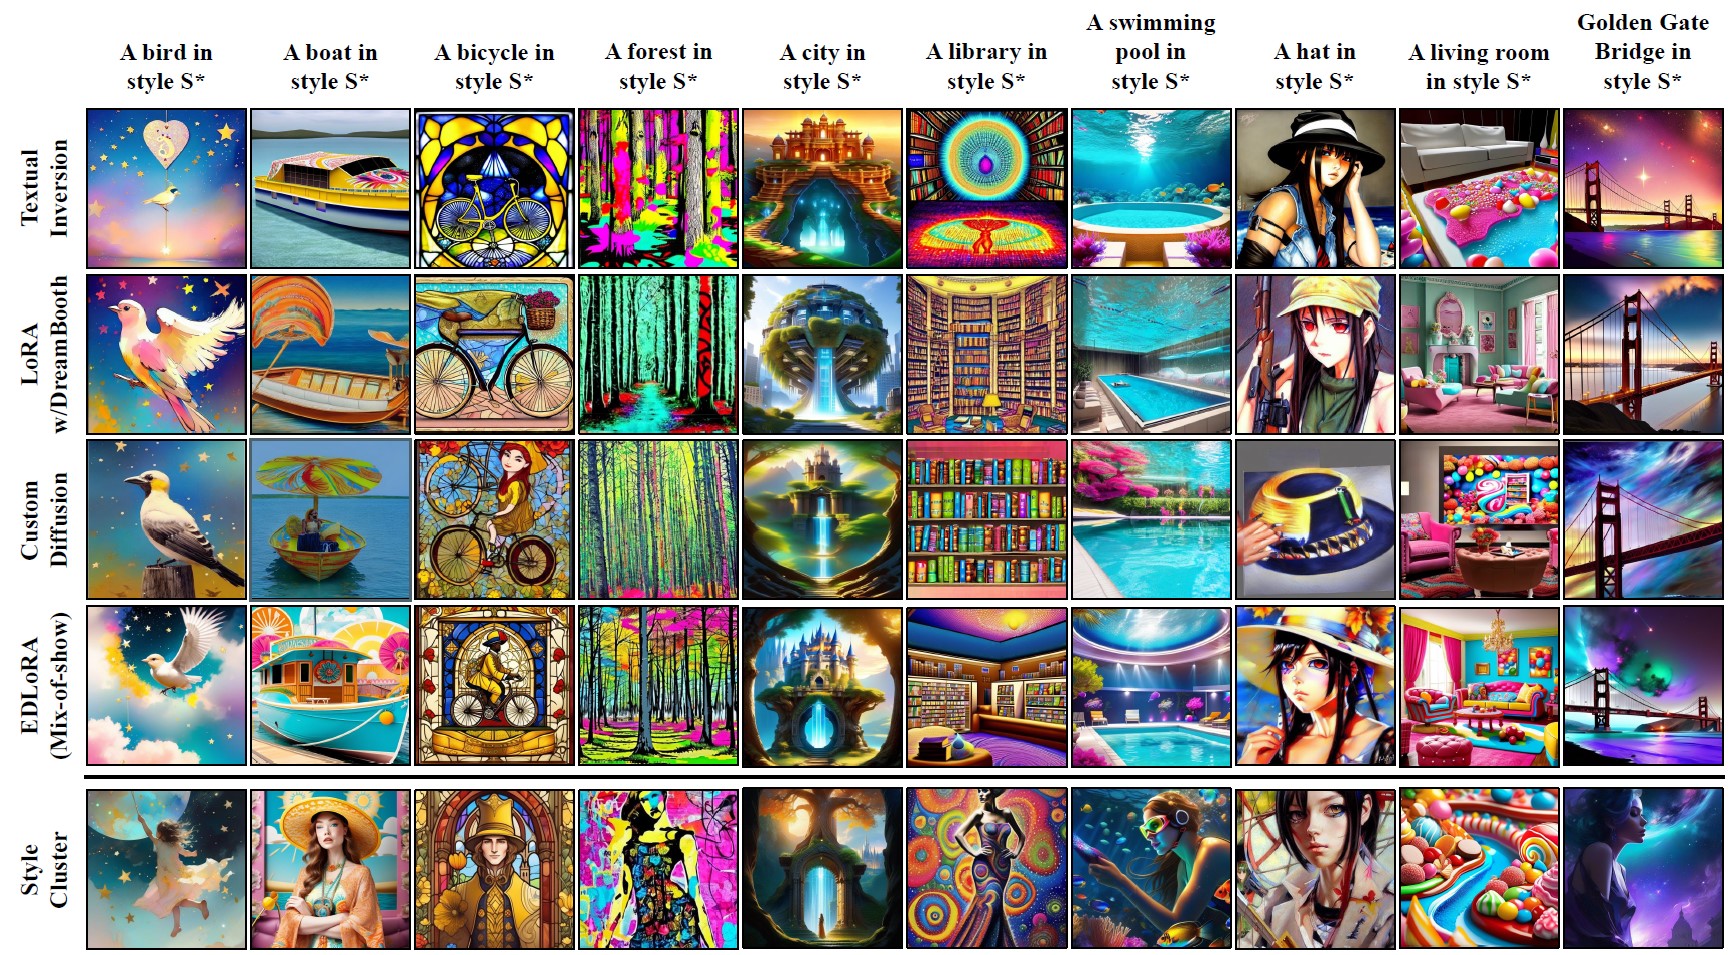 A bird in
style S*
A boat in
style S*
A bicycle in
style S*
A forest in
style S*
A city in
style S*
A library in
style S*
A swimming
pool in
style S*
A hat in
style S*
A living room
in style S*
Golden Gate
Bridge in
style S*
Textual
Inversion
LoRA
w/DreamBooth
Custom
Diffusion
EDLoRA
(Mix-of-show)
Style
Cluster